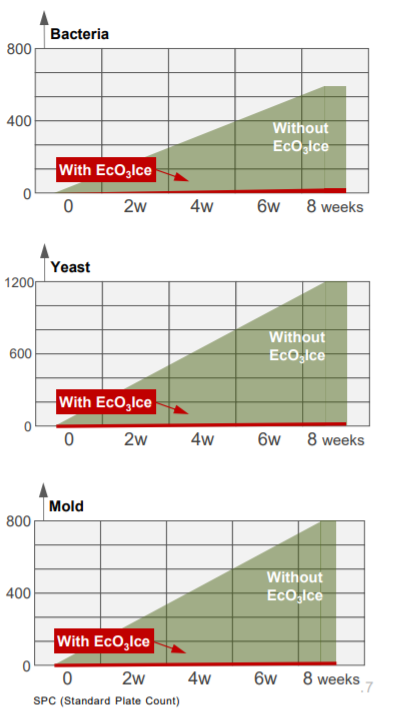 Bacteria
800
400
0
Without
EcO₃Ice
With EcO₃Ice
0 2w 4w 6w 8 weeks
Yeast
1200
600
0
Without
EcO₃Ice
With EcO₃Ice
0 2w 4w 6w 8 weeks
Mold
800
400
0
Without
EcO₃Ice
With EcO₃Ice
0 2w 4w 6w 8 weeks
.7
SPC (Standard Plate Count)